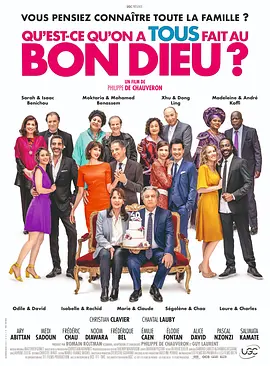 VOUS PENSIEZ CONNAÎTRE TOUTE LA FAMILLE ?
QU'EST-CE QU'ON A TOUS FAIT AU
BON DIEU ?
UN FILM DE
PHILIPPE DE CHAUVERON
Sarah & Isaac Benichou
Moktaria & Mohamed Benassem
Xhu & Dong Ling
Madeleine & André Koffi
60
Odile & David
Isabelle & Rachid
Marie & Claude
Ségolène & Chao
Laure & Charles
CHRISTIAN CLAVIER CHANTAL LAUBY
ARY ABITTAN
MEDI SADOUN
FRÉDÉRIC CHAU
NOOM DIAWARA
FRÉDÉRIQUE BEL
ÉMILIE CAEN
ÉLODIE FONTAN
ALICE DAVID
PASCAL NZONZI
SALIMATA KAMATE
UGC